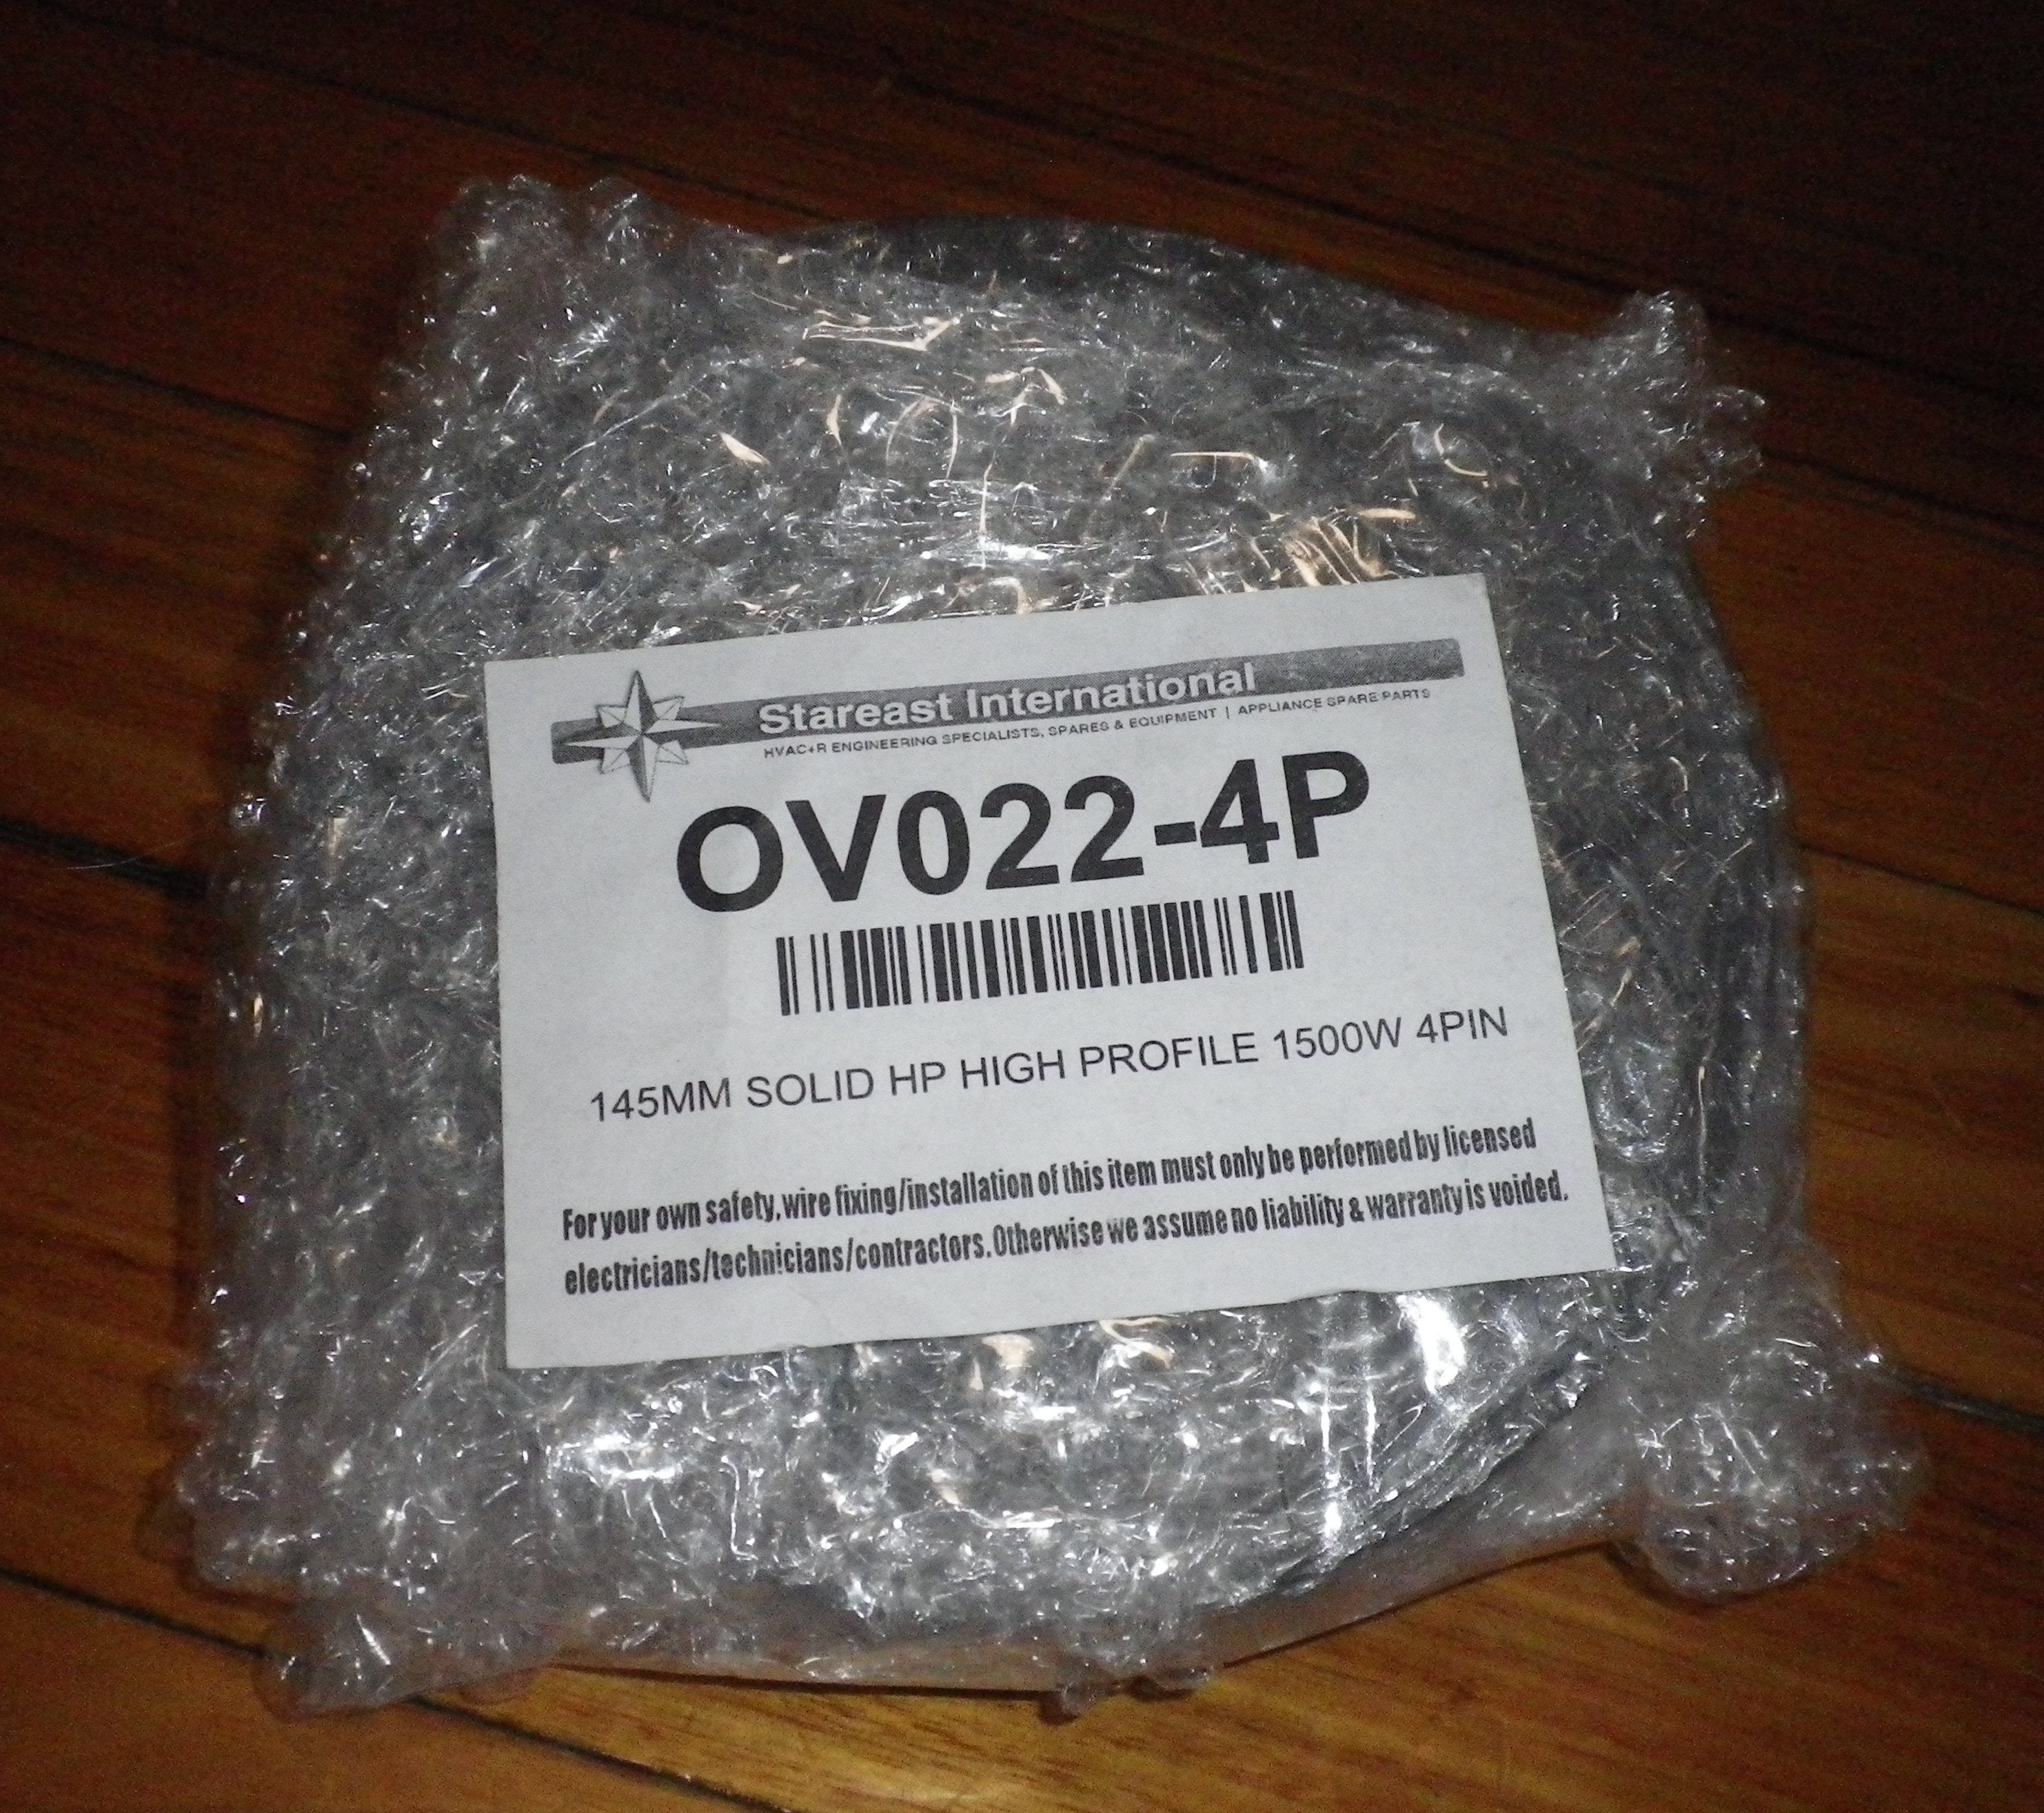 Stareast International
HVAC+R ENGINEERING SPECIALISTS, SPARES & EQUIPMENT | APPLIANCE SPARE PARTS
OV022-4P
145MM SOLID HP HIGH PROFILE 1500W 4PIN
For your own safety, wire fixing/installation of this item must only be performed by licensed
electricians/technicians/contractors. Otherwise we assume no liability & warranty is voided.